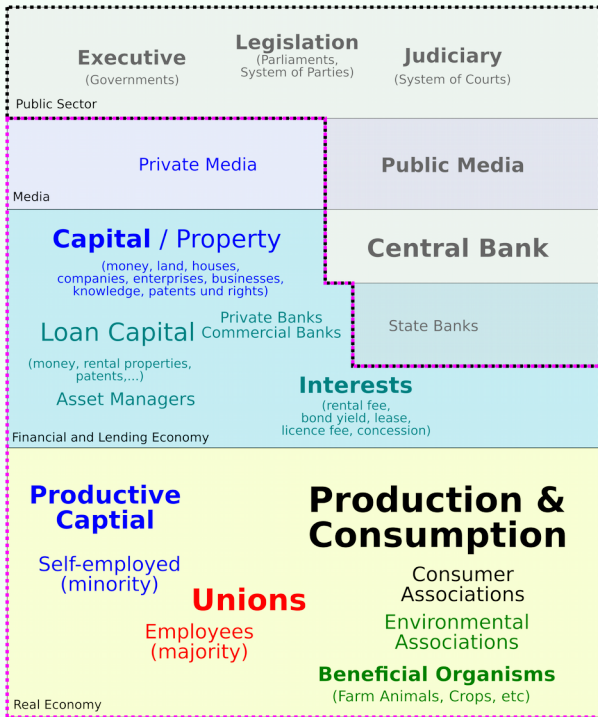 Executive
(Governments)
Legislation
(Parliaments,
System of Parties)
Judiciary
(System of Courts)
Public Sector
Private Media
Public Media
Media
Capital / Property
(money, land, houses,
companies, enterprises, businesses,
knowledge, patents und rights)
Central Bank
Loan Capital
Private Banks
Commercial Banks
State Banks
(money, rental properties,
patents,...)
Asset Managers
Interests
(rental fee,
bond yield, lease,
licence fee, concession)
Financial and Lending Economy
Productive
Captial
Production &
Consumption
Self-employed
(minority)
Consumer
Associations
Unions
Employees
(majority)
Environmental
Associations
Beneficial Organisms
(Farm Animals, Crops, etc)
Real Economy